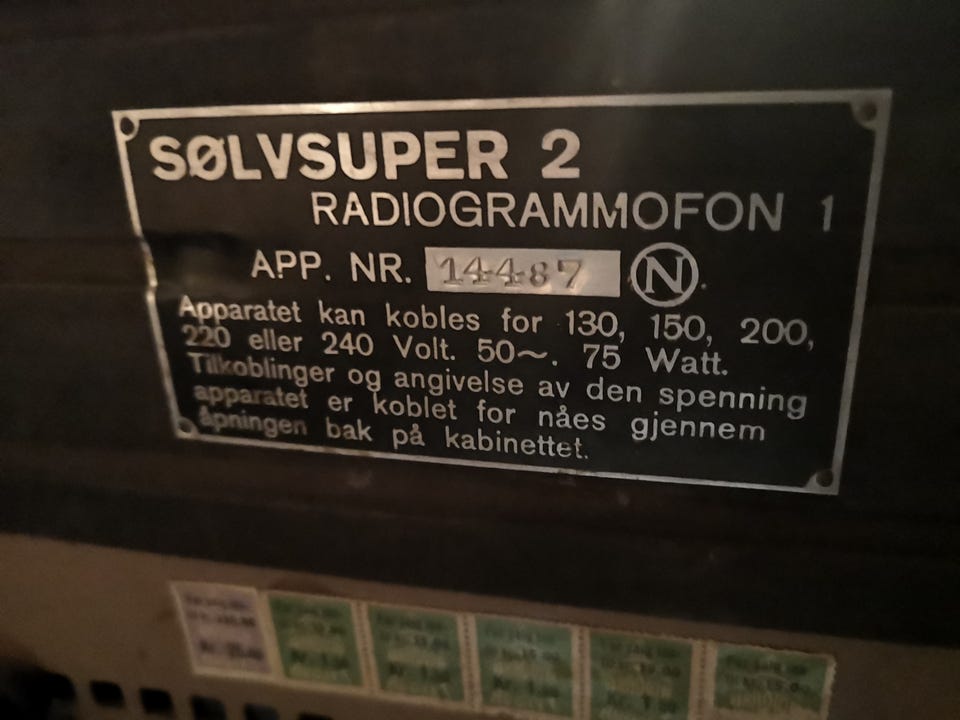 SØLVSUPER 2
RADIOGRAMMOFON 1
APP. NR. 14487 N
Apparatet kan kobles for 130, 150, 200,
220 eller 240 Volt. 50~. 75 Watt.
Tilkoblinger og angivelse av den spenning
apparatet er koblet for nåes gjennem
åpningen bak på kabinettet.